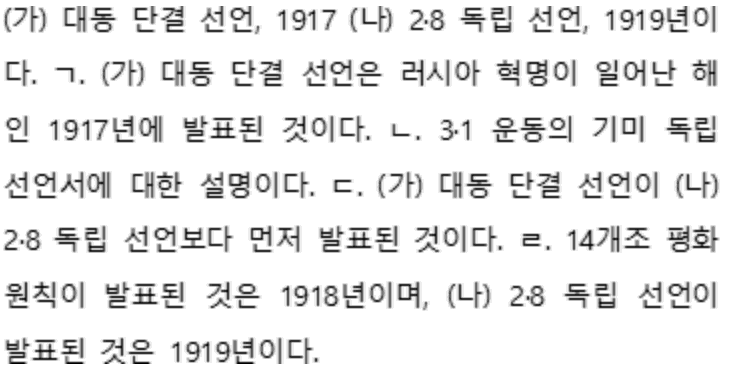 (가) 대동 단결 선언, 1917 (나) 2·8 독립 선언, 1919년이
다. ㄱ. (가) 대동 단결 선언은 러시아 혁명이 일어난 해
인 1917년에 발표된 것이다. ㄴ. 3·1 운동의 기미 독립
선언서에 대한 설명이다. ㄷ. (가) 대동 단결 선언이 (나)
2·8 독립 선언보다 먼저 발표된 것이다. ㄹ. 14개조 평화
원칙이 발표된 것은 1918년이며, (나) 2·8 독립 선언이
발표된 것은 1919년이다.